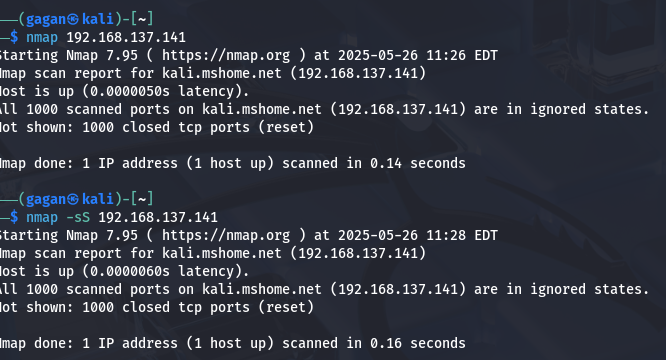 ──(gagan㉿kali)-[~]
─$ nmap 192.168.137.141
Starting Nmap 7.95 ( https://nmap.org ) at 2025-05-26 11:26 EDT
Nmap scan report for kali.mshome.net (192.168.137.141)
Host is up (0.0000050s latency).
All 1000 scanned ports on kali.mshome.net (192.168.137.141) are in ignored states.
Not shown: 1000 closed tcp ports (reset)
Nmap done: 1 IP address (1 host up) scanned in 0.14 seconds
──(gagan㉿kali)-[~]
─$ nmap -sS 192.168.137.141
Starting Nmap 7.95 ( https://nmap.org ) at 2025-05-26 11:28 EDT
Nmap scan report for kali.mshome.net (192.168.137.141)
Host is up (0.0000060s latency).
All 1000 scanned ports on kali.mshome.net (192.168.137.141) are in ignored states.
Not shown: 1000 closed tcp ports (reset)
Nmap done: 1 IP address (1 host up) scanned in 0.16 seconds